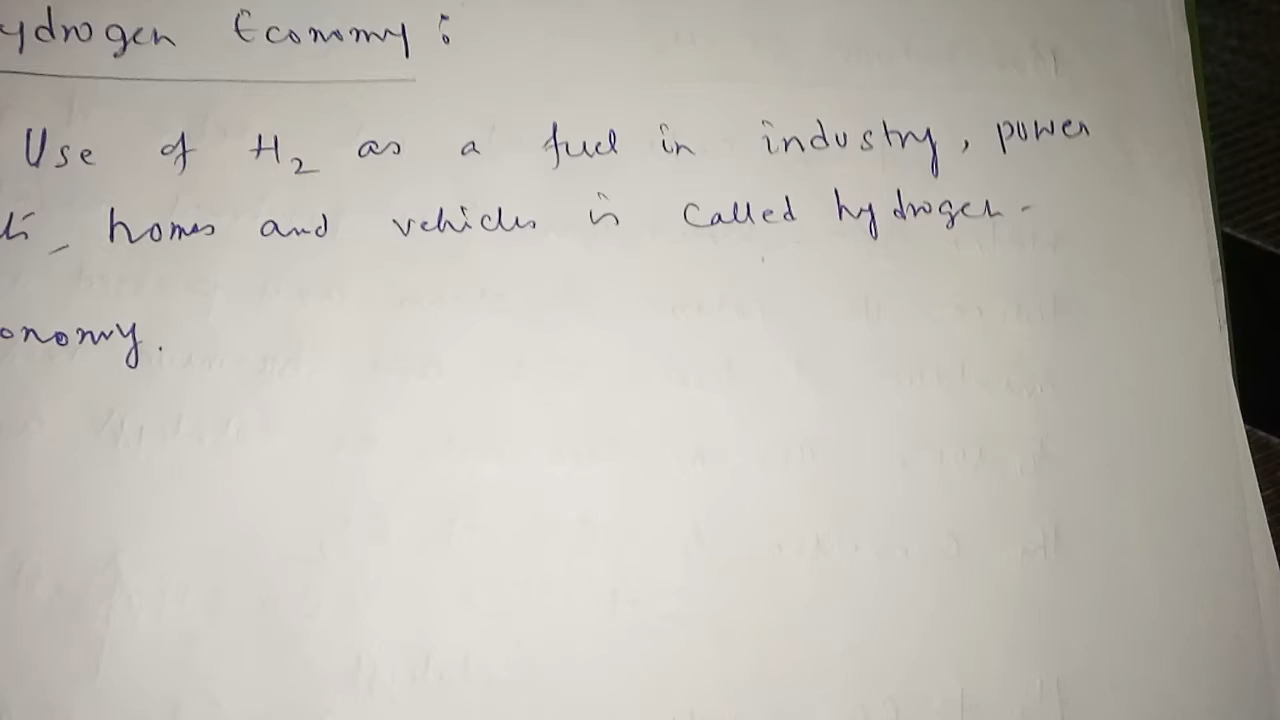 ydrogen Economy:
Use of H₂ as a fuel in industry, power
homes and vehicles is called hydrogen-
onomy.